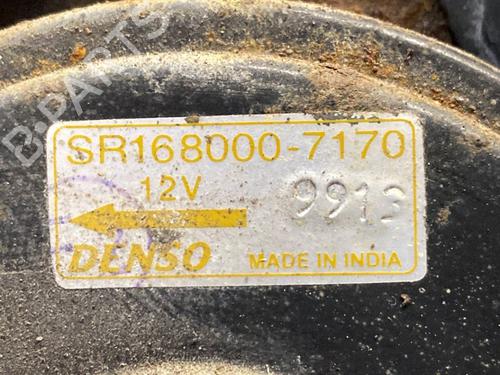 B-PARTS
SR168000-7170
12V
9913
DENSO
MADE IN INDIA